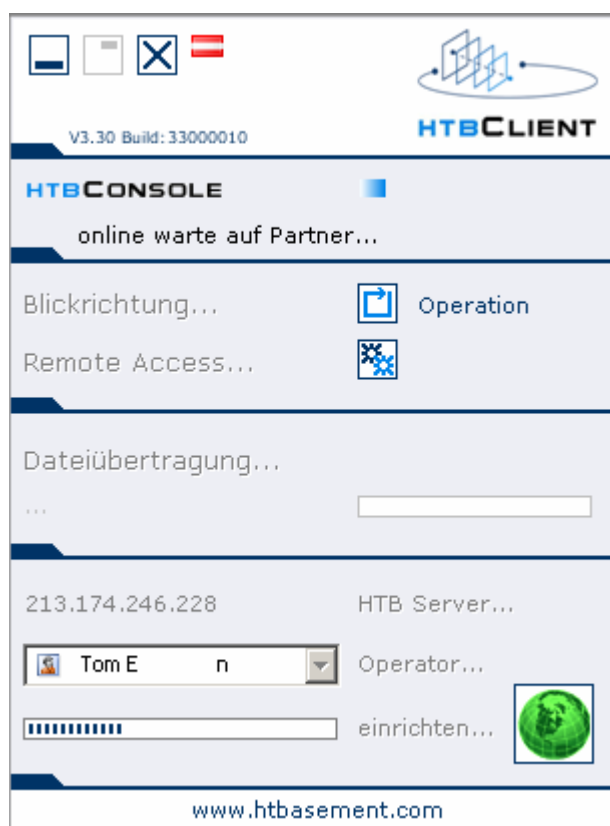 V3.30 Build: 33000010
HTBCLIENT
HTBCONSOLE
online warte auf Partner...
Blickrichtung...
Operation
Remote Access...
Dateiübertragung...
...
213.174.246.228
HTB Server...
Tom E n
Operator...
einrichten...
www.htbasement.com